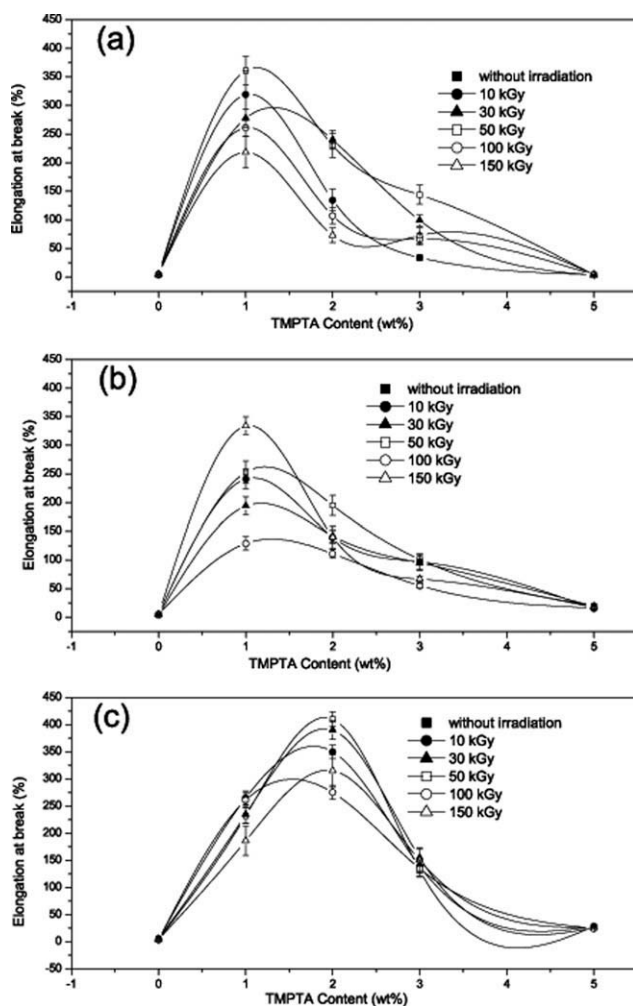 (a)
Elongation at break (%)
450
400
350
300
250
200
150
100
50
0
without irradiation
10 kGy
30 kGy
50 kGy
100 kGy
150 kGy
-1 0 1 2 3 4 5
TMPTA Content (wt%)
(b)
Elongation at break (%)
450
400
350
300
250
200
150
100
50
0
without irradiation
10 kGy
30 kGy
50 kGy
100 kGy
150 kGy
-1 0 1 2 3 4 5
TMPTA Content (wt%)
(c)
Elongation at break (%)
450
400
350
300
250
200
150
100
50
0
-50
without irradiation
10 kGy
30 kGy
50 kGy
100 kGy
150 kGy
-1 0 1 2 3 4 5
TMPTA Content (wt%)